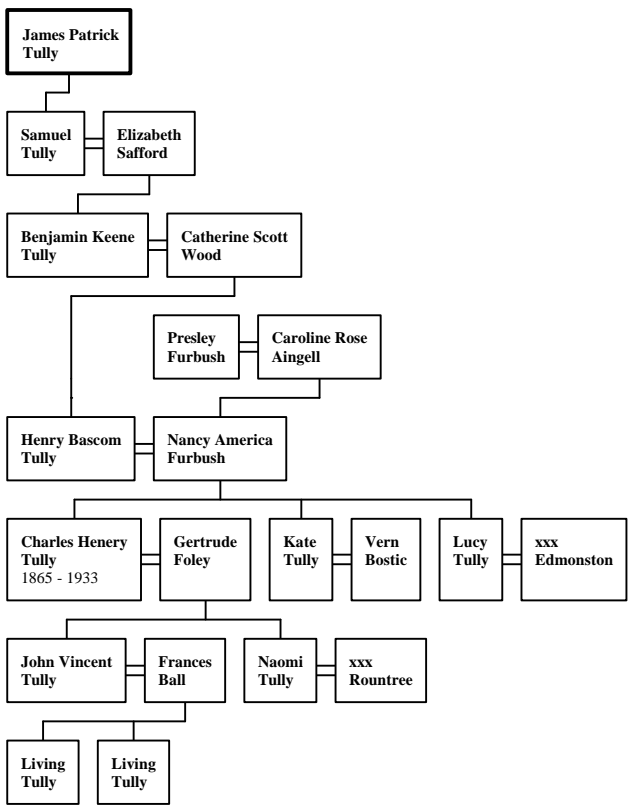 James Patrick
Tully
Samuel
Tully
Elizabeth
Safford
Benjamin Keene
Tully
Catherine Scott
Wood
Presley
Furbush
Caroline Rose
Aingell
Henry Bascom
Tully
Nancy America
Furbush
Charles Henery
Tully
1865 - 1933
Gertrude
Foley
Kate
Tully
Vern
Bostic
Lucy
Tully
xxx
Edmonston
John Vincent
Tully
Frances
Ball
Naomi
Tully
xxx
Rountree
Living
Tully
Living
Tully